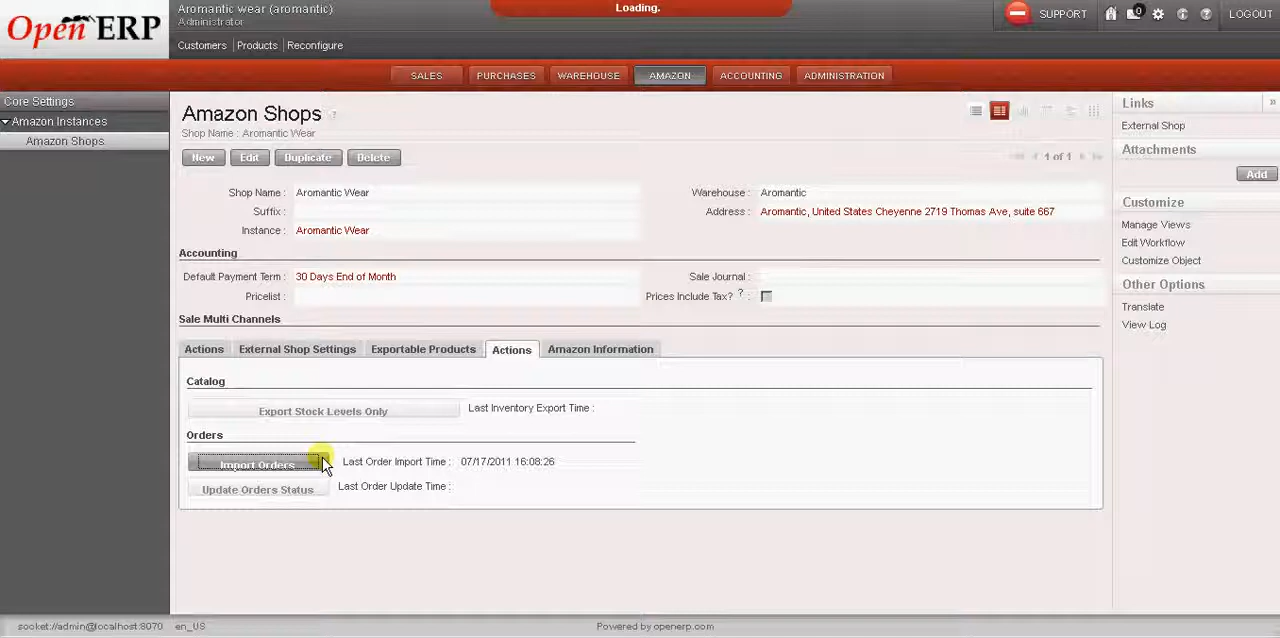 Open ERP
Aromantic wear (aromantic)
Administrator
Customers | Products | Reconfigure
Loading.
SUPPORT
0
LOGOUT
SALES PURCHASES WAREHOUSE AMAZON ACCOUNTING ADMINISTRATION
Core Settings
Amazon Instances
Amazon Shops
Amazon Shops ?
Shop Name : Aromantic Wear
1 of 1
New Edit Duplicate Delete
Shop Name : Aromantic Wear
Warehouse : Aromantic
Suffix :
Address : Aromantic, United States Cheyenne 2719 Thomas Ave, suite 667
Instance : Aromantic Wear
Accounting
Default Payment Term : 30 Days End of Month
Sale Journal :
Pricelist :
Prices Include Tax? ? :
Sale Multi Channels
Actions External Shop Settings Exportable Products Actions Amazon Information
Catalog
Export Stock Levels Only Last Inventory Export Time :
Orders
Import Orders Last Order Import Time : 07/17/2011 16:08:26
Update Orders Status Last Order Update Time :
Links »
External Shop
Attachments
Add
Customize
Manage Views
Edit Workflow
Customize Object
Other Options
Translate
View Log
socket://admin@localhost:8070 en_US
Powered by openerp.com